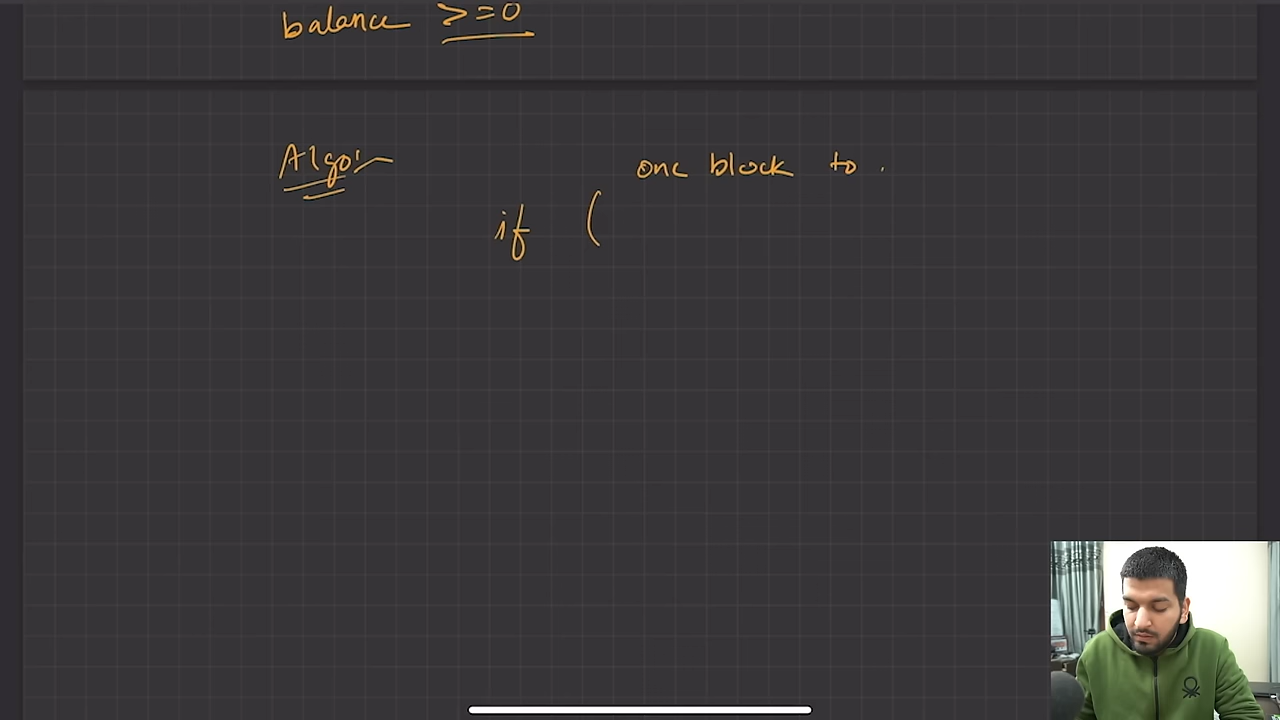 balance >=0
Algo:-
one block to .
if (